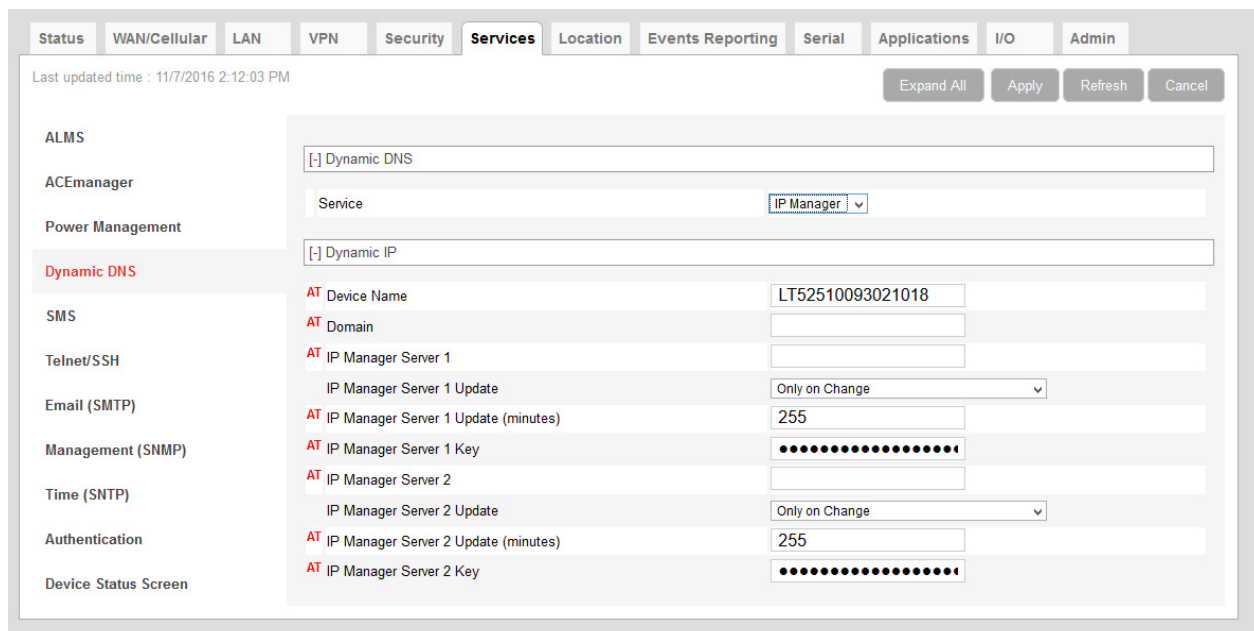 Status WAN/Cellular LAN VPN Security Services Location Events Reporting Serial Applications I/O Admin
Last updated time : 11/7/2016 2:12:03 PM
Expand All Apply Refresh Cancel
ALMS
ACEmanager
Power Management
Dynamic DNS
SMS
Telnet/SSH
Email (SMTP)
Management (SNMP)
Time (SNTP)
Authentication
Device Status Screen
[-] Dynamic DNS
Service IP Manager
[-] Dynamic IP
AT Device Name LT52510093021018
AT Domain
AT IP Manager Server 1
IP Manager Server 1 Update Only on Change
AT IP Manager Server 1 Update (minutes) 255
AT IP Manager Server 1 Key ••••••••••••••••••
AT IP Manager Server 2
IP Manager Server 2 Update Only on Change
AT IP Manager Server 2 Update (minutes) 255
AT IP Manager Server 2 Key ••••••••••••••••••